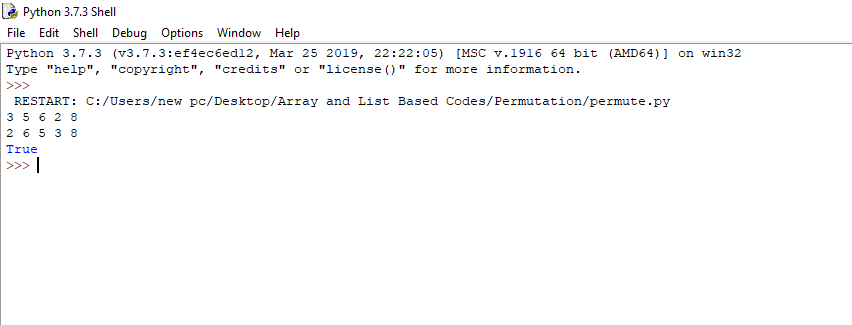 Python 3.7.3 Shell
File Edit Shell Debug Options Window Help
Python 3.7.3 (v3.7.3:ef4ec6ed12, Mar 25 2019, 22:22:05) [MSC v.1916 64 bit (AMD64)] on win32
Type "help", "copyright", "credits" or "license()" for more information.
>>>
RESTART: C:/Users/new pc/Desktop/Array and List Based Codes/Permutation/permute.py
3 5 6 2 8
2 6 5 3 8
True
>>>